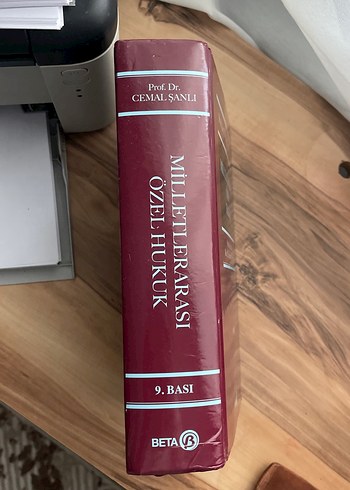 Prof. Dr.
CEMAL ŞANLI
MİLLETLERARASI
ÖZEL HUKUK
9. BASI
BETA B